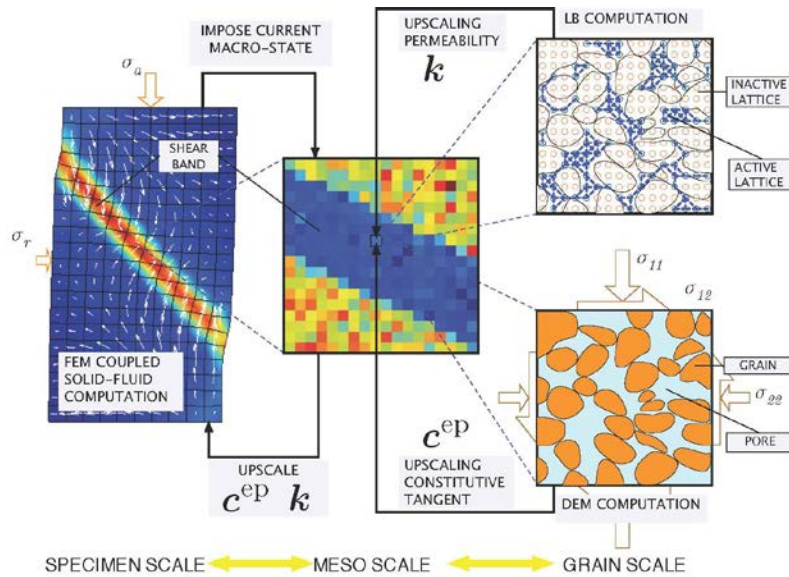 IMPOSE CURRENT
MACRO-STATE
UPSCALING
PERMEABILITY
k
LB COMPUTATION
INACTIVE
LATTICE
ACTIVE
LATTICE
σa
σr
SHEAR
BAND
FEM COUPLED
SOLID-FLUID
COMPUTATION
UPSCALE
c^ep k
c^ep
UPSCALING
CONSTITUTIVE
TANGENT
σ11
σ12
GRAIN
σ22
PORE
DEM COMPUTATION
SPECIMEN SCALE MESO SCALE GRAIN SCALE